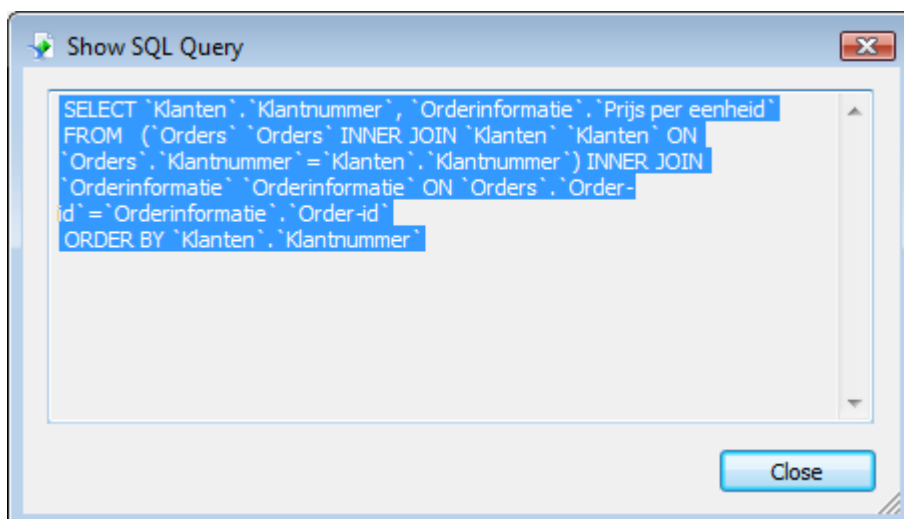 Show SQL Query
SELECT `Klanten`.`Klantnummer`, `Orderinformatie`.`Prijs per eenheid`
FROM   (`Orders` `Orders` INNER JOIN `Klanten` `Klanten` ON
`Orders`.`Klantnummer`=`Klanten`.`Klantnummer`) INNER JOIN
`Orderinformatie` `Orderinformatie` ON `Orders`.`Order-
id`=`Orderinformatie`.`Order-id`
ORDER BY `Klanten`.`Klantnummer`
Close